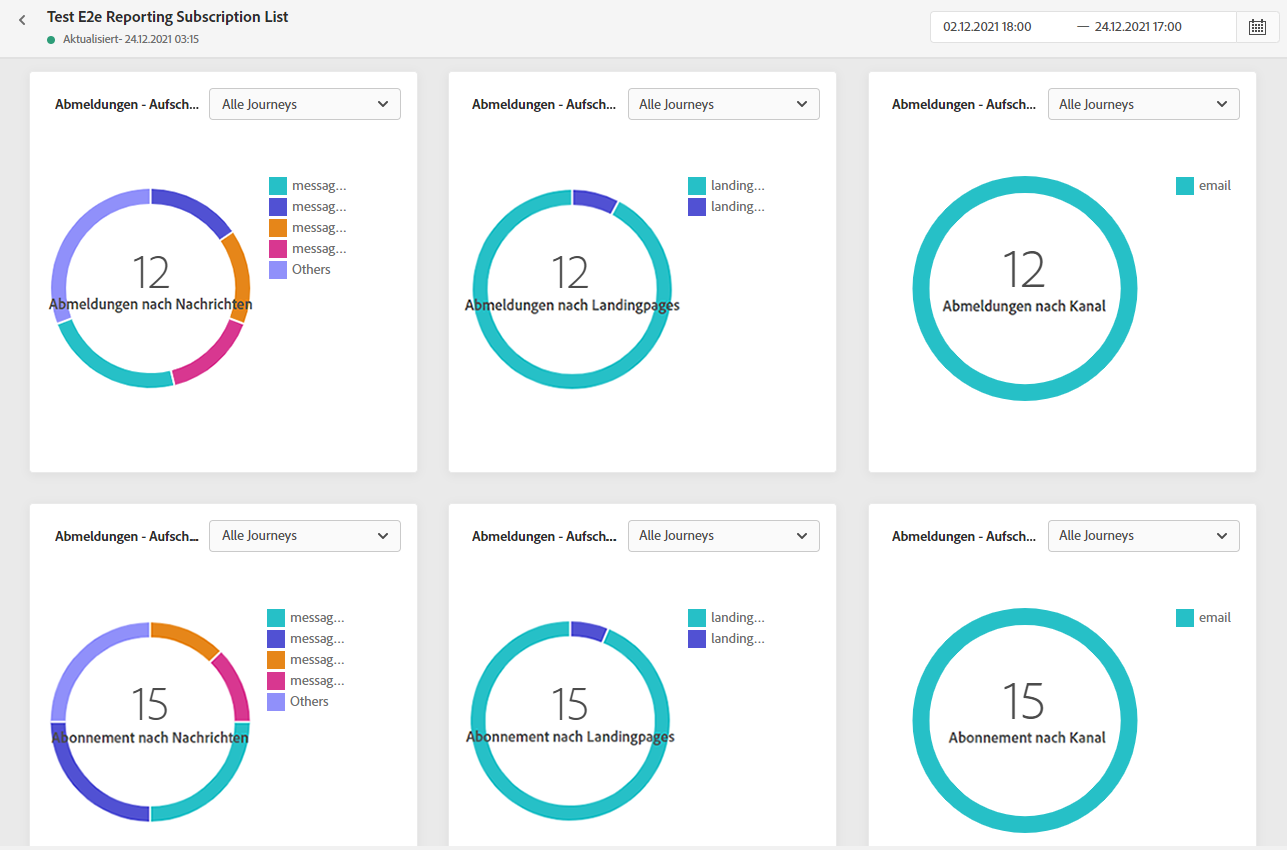 Test E2e Reporting Subscription List
Aktualisiert- 24.12.2021 03:15
02.12.2021 18:00 — 24.12.2021 17:00
Abmeldungen - Aufsch...
Alle Journeys
12
Abmeldungen nach Nachrichten
messag...
messag...
messag...
messag...
Others
Abmeldungen - Aufsch...
Alle Journeys
12
Abmeldungen nach Landingpages
landing...
landing...
Abmeldungen - Aufsch...
Alle Journeys
12
Abmeldungen nach Kanal
email
Abmeldungen - Aufsch...
Alle Journeys
15
Abonnement nach Nachrichten
messag...
messag...
messag...
messag...
Others
Abmeldungen - Aufsch...
Alle Journeys
15
Abonnement nach Landingpages
landing...
landing...
Abmeldungen - Aufsch...
Alle Journeys
15
Abonnement nach Kanal
email